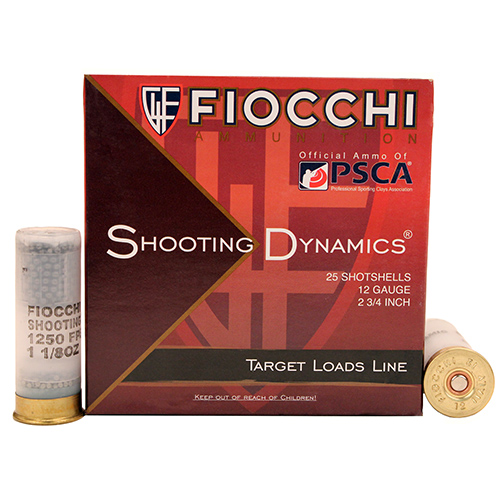 FIOCCHI
AMMUNITION
Official Ammo Of
PSCA®
Professional Sporting Clays Association
SHOOTING DYNAMICS®
25 SHOTSHELLS
12 GAUGE
2 3/4 INCH
TARGET LOADS LINE
KEEP OUT OF REACH OF CHILDREN!
FIOCCHI
SHOOTING
1250 FP
1 1/8OZ
FIOCCHI
12